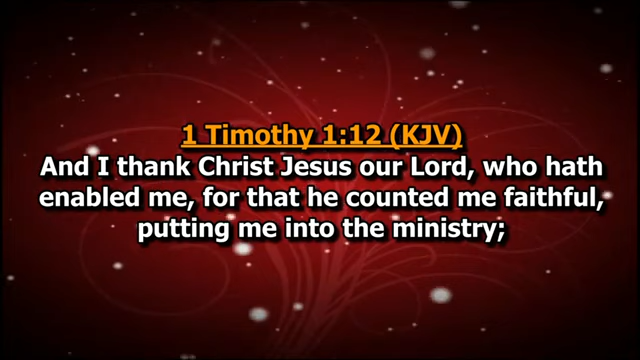 1 Timothy 1:12 (KJV)
And I thank Christ Jesus our Lord, who hath
enabled me, for that he counted me faithful,
putting me into the ministry;